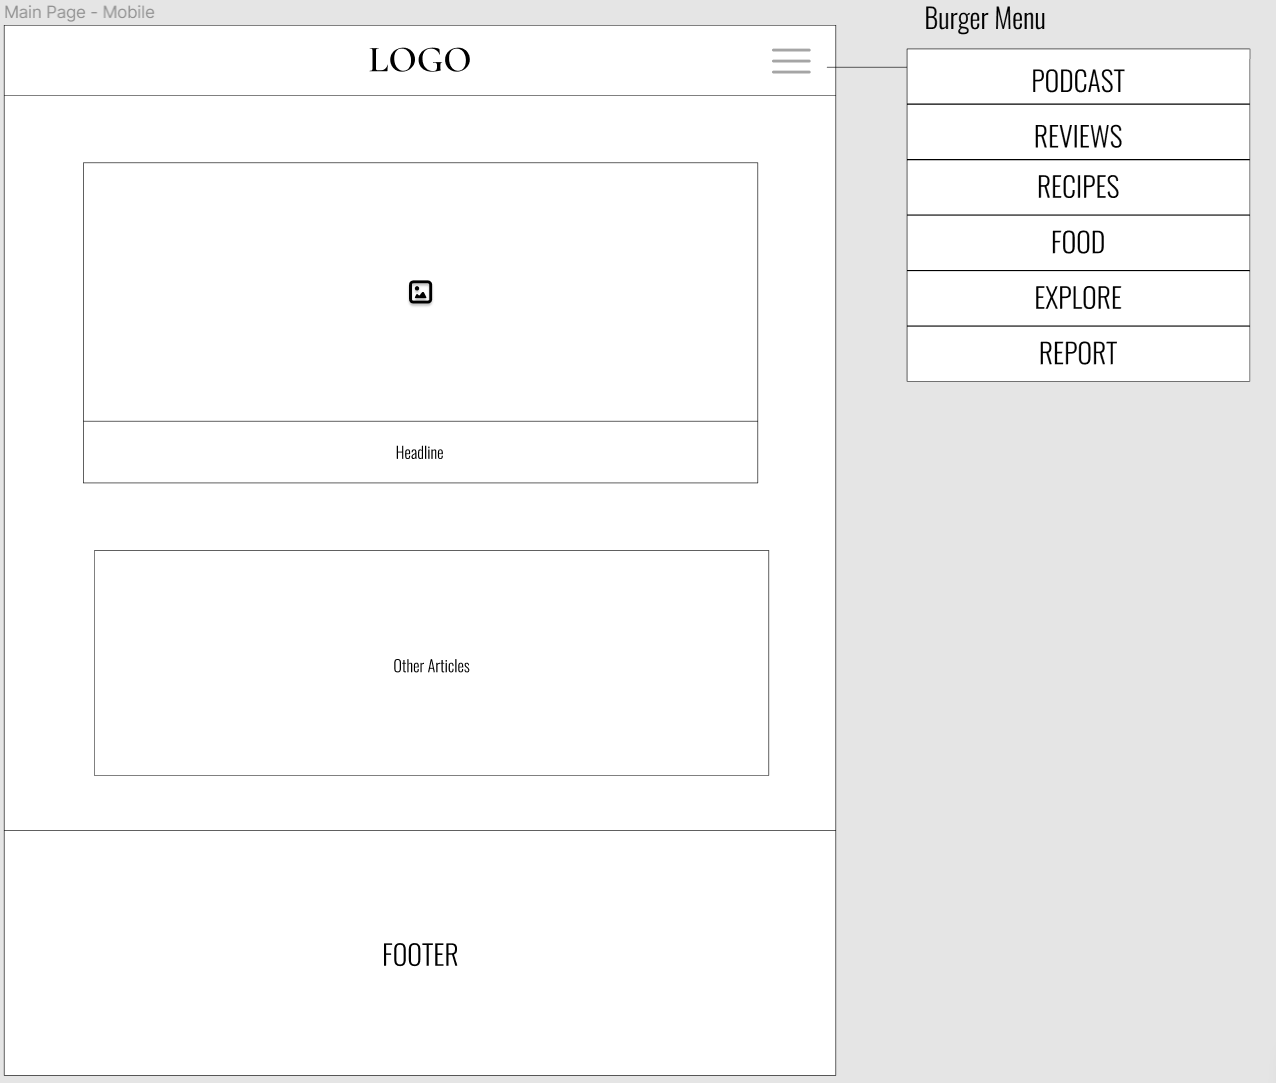 Main Page - Mobile
LOGO
Headline
Other Articles
FOOTER
Burger Menu
PODCAST
REVIEWS
RECIPES
FOOD
EXPLORE
REPORT